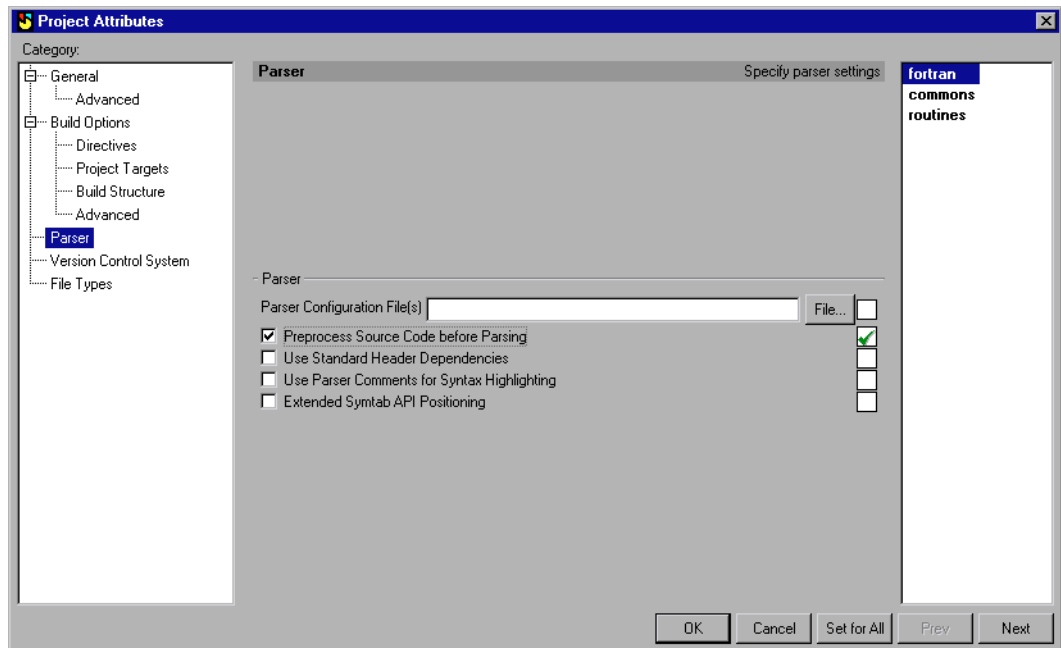 Project Attributes
Category:
General
Advanced
Build Options
Directives
Project Targets
Build Structure
Advanced
Parser
Version Control System
File Types
Parser Specify parser settings
Parser
Parser Configuration File(s) File...
Preprocess Source Code before Parsing
Use Standard Header Dependencies
Use Parser Comments for Syntax Highlighting
Extended Symtab API Positioning
fortran
commons
routines
OK Cancel Set for All Prev Next